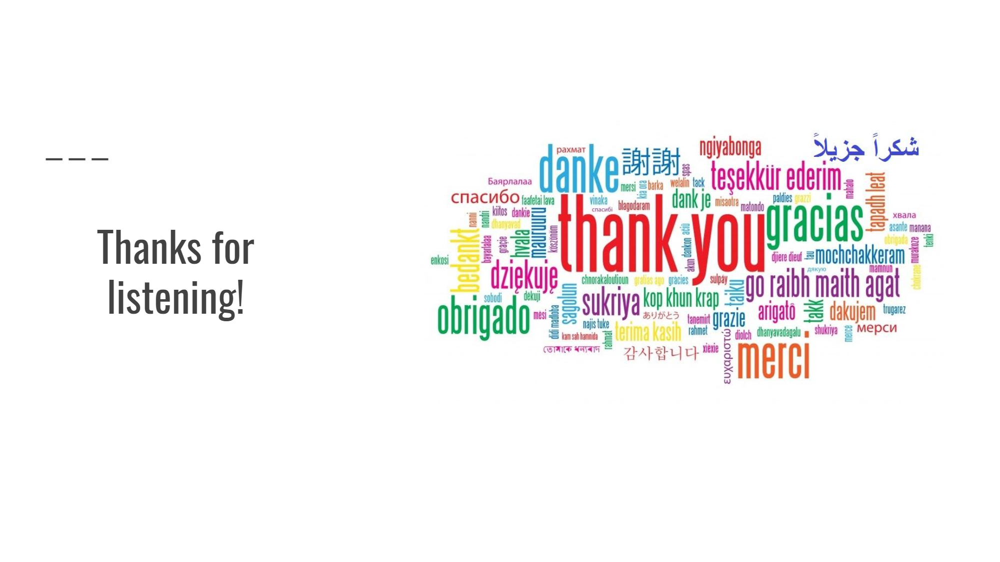 Thanks for
listening!
ngiyabonga
شكراً جزيلاً
danke
рахмат
謝謝
teşekkür ederim
spas
Баярлалаа
mersi
kia ora
barka
welalin
tack
mahalo
tapadh leat
спасибо
faafetai lava
vinaka
спасибі
blagodaram
dank je
misaotra
matondo
paldies
grazzi
gracias
thank you
nanni
nandri
kiitos
dankie
dhanyavad
mauruuru
köszönöm
hvala
bedankt
bayarlalaa
grazie
enkosi
dziękuję
aciü
dankon
akun
хвала
asante
manana
obrigada
murakoze
tenki
djiere dieuf
tau
mochchakkeram
дякую
mamnun
chokrane
go raibh maith agat
chnorakaloutioun
gratias ago
gràcies
sulpáy
taiku
sobodi
děkuji
obrigado
mèsi
didi madloba
sagolun
sukriya
kop khun krap
ありがとう
najis tuke
kam sah hamnida
rahmat
terima kasih
tanemirt
rahmet
grazie
arigatô
takk
dakujem
trugarez
diolch
dhanyavadagalu
shukriya
merce
мерси
감사합니다
xièxie
ευχαριστώ
merci